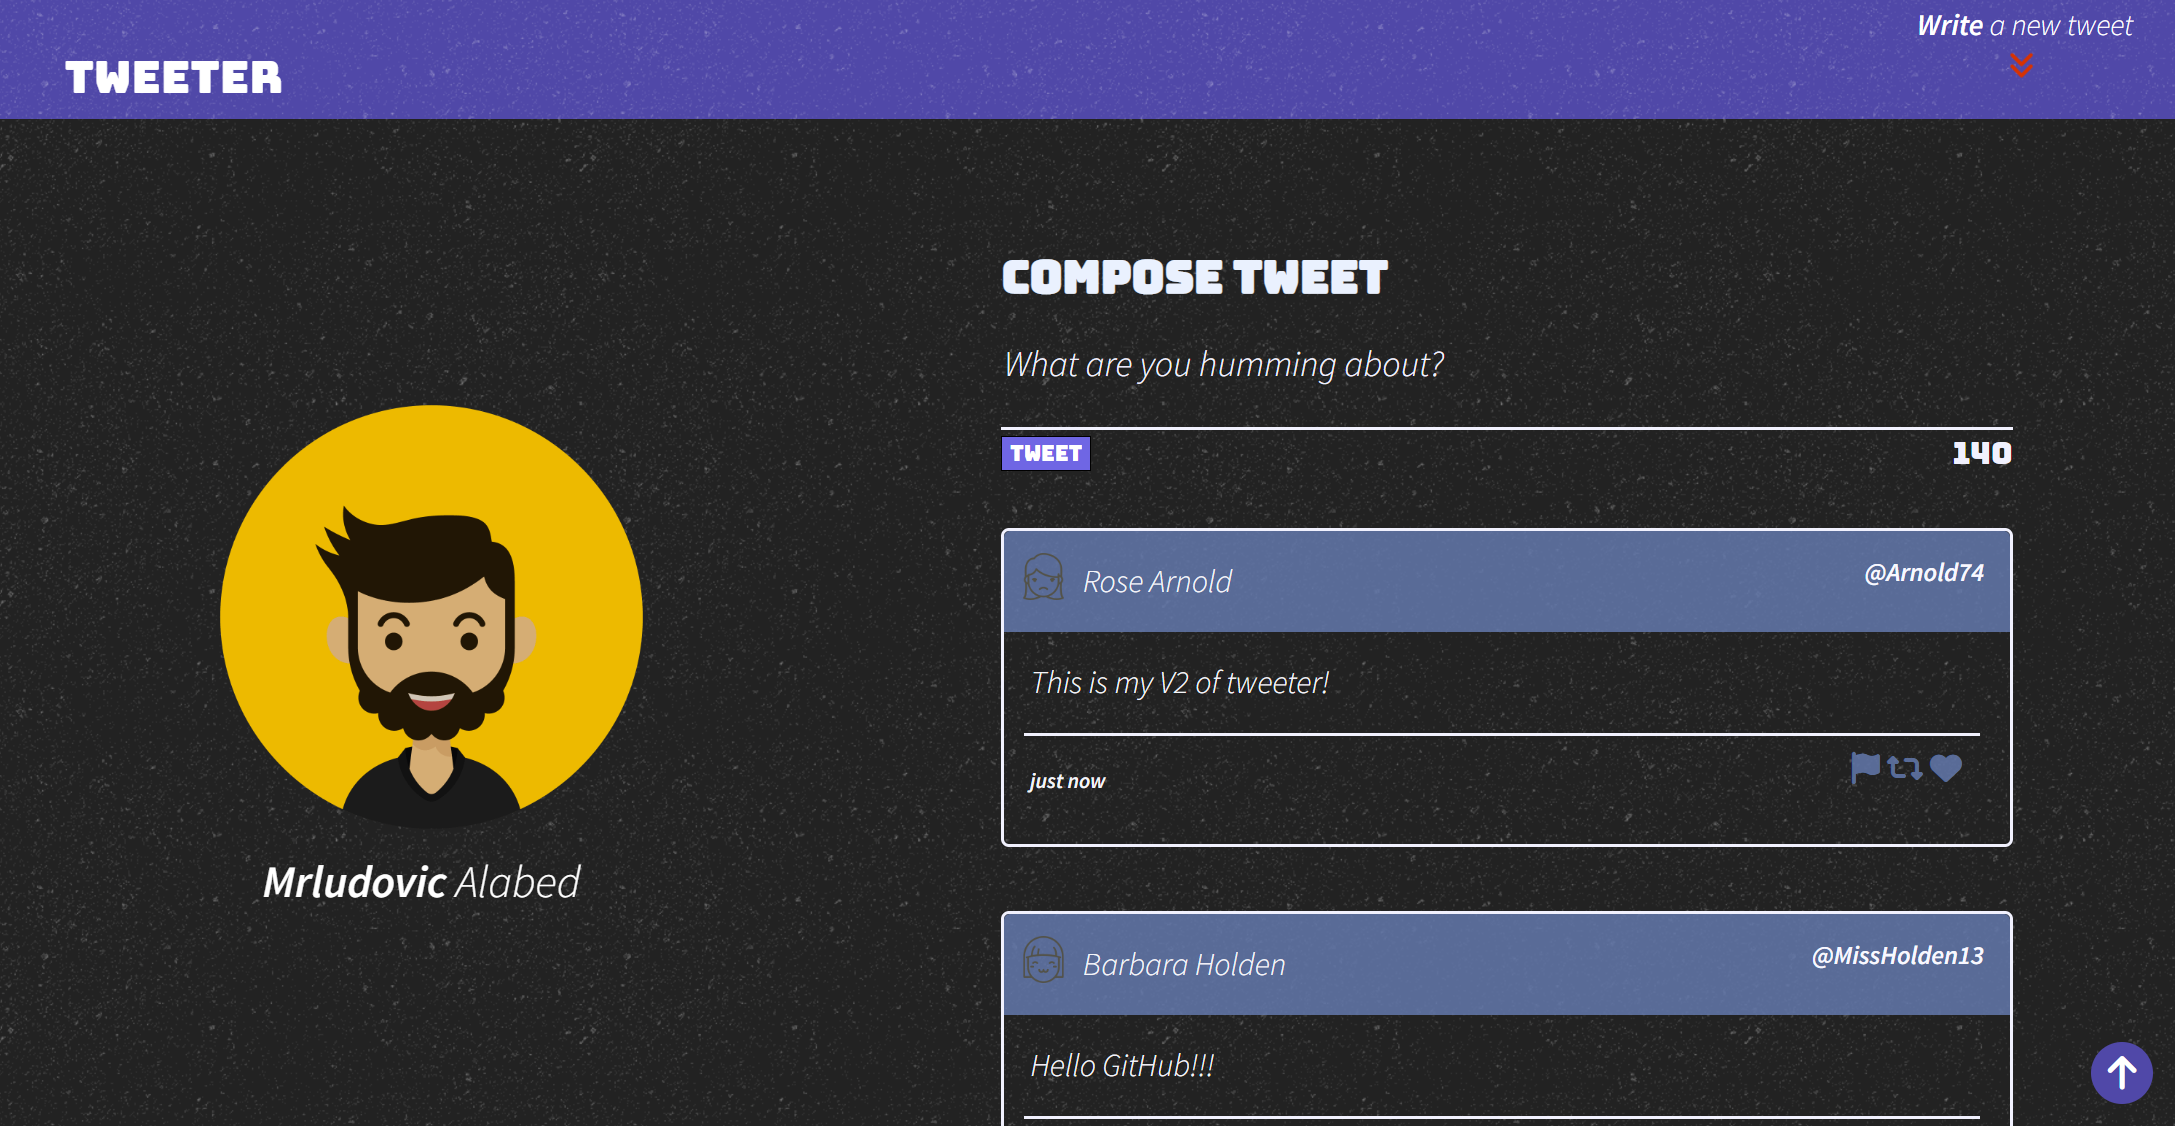 Write a new tweet
TWEETER
COMPOSE TWEET
What are you humming about?
TWEET
140
Rose Arnold
@Arnold74
This is my V2 of tweeter!
just now
Mrludovic Alabed
Barbara Holden
@MissHolden13
Hello GitHub!!!